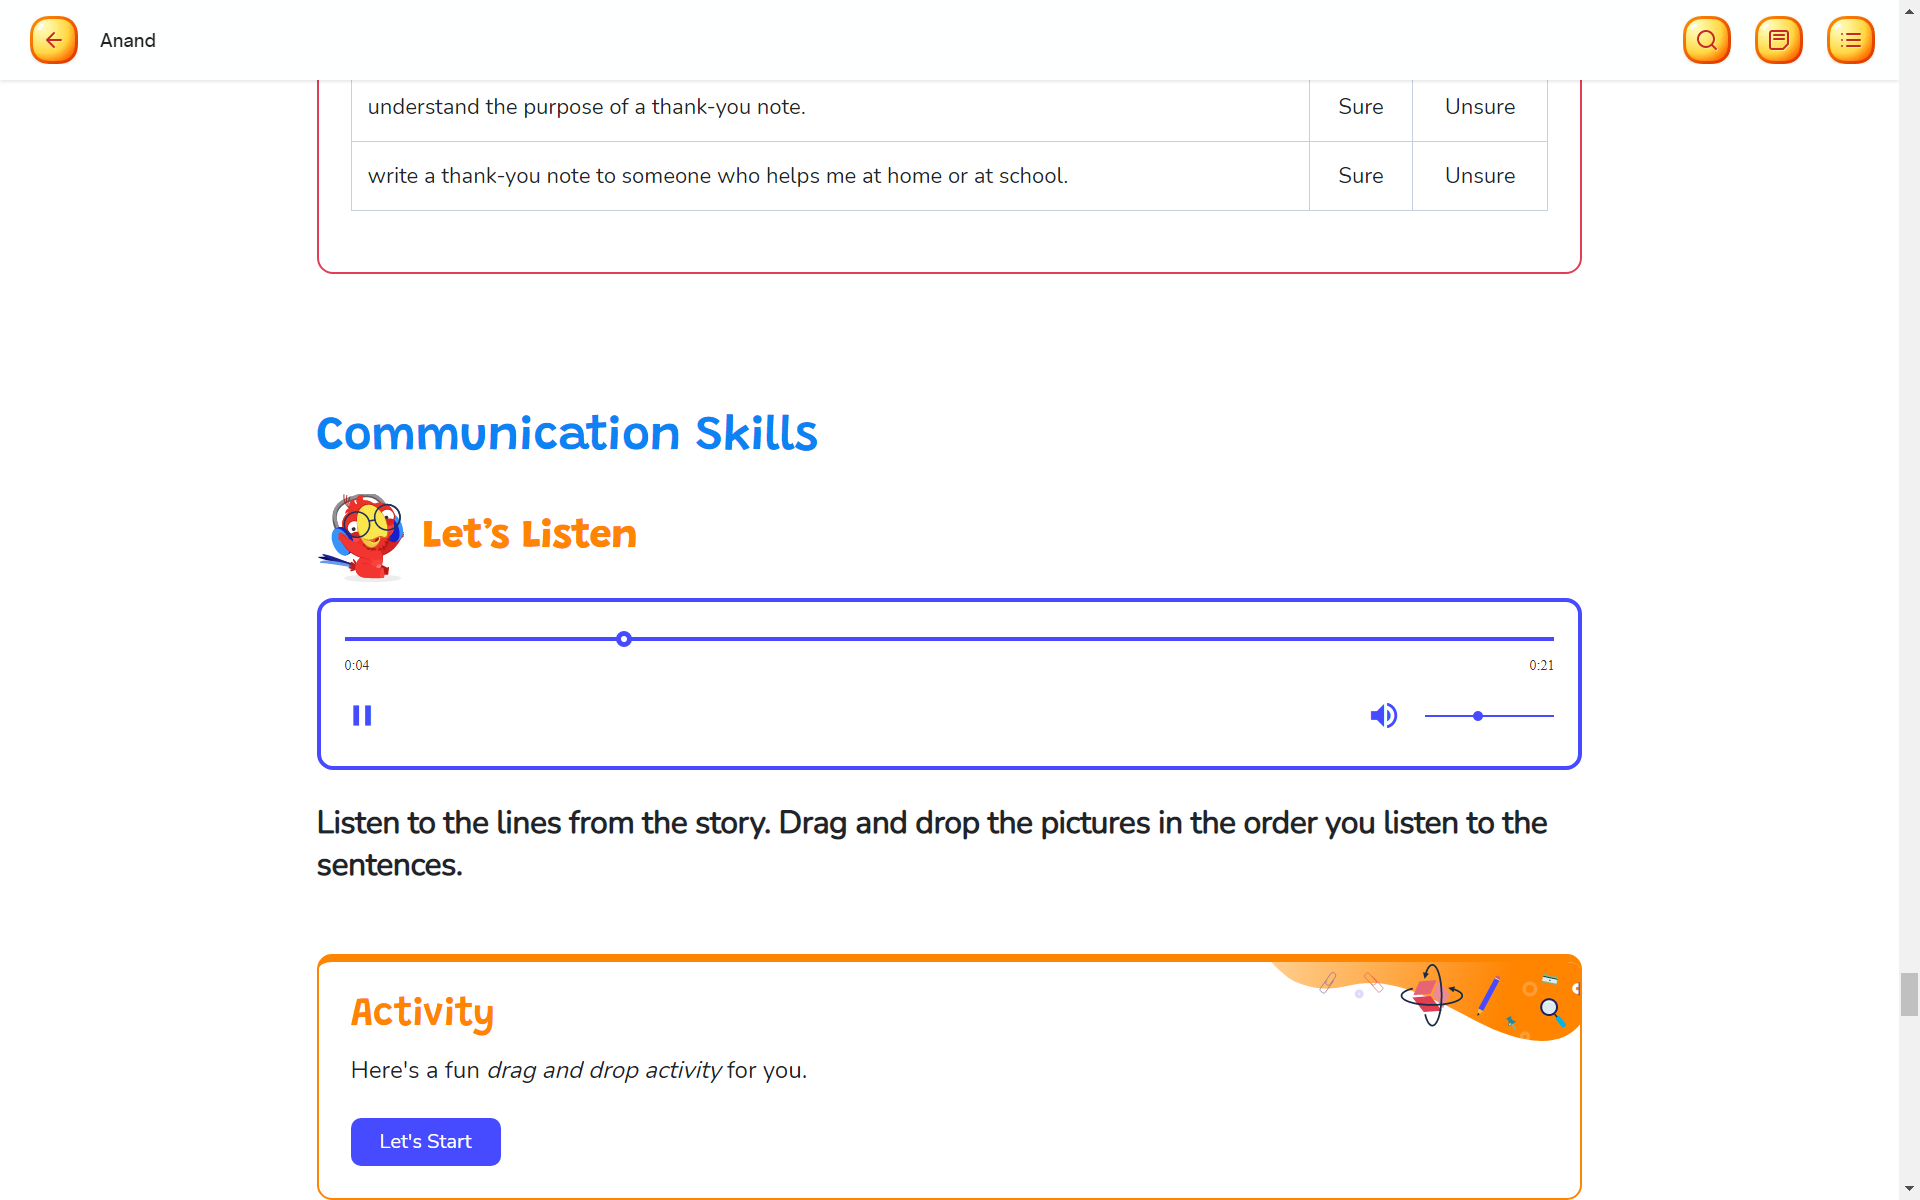 Anand
understand the purpose of a thank-you note. Sure Unsure
write a thank-you note to someone who helps me at home or at school. Sure Unsure
Communication Skills
Let's Listen
0:04 0:21
Listen to the lines from the story. Drag and drop the pictures in the order you listen to the
sentences.
Activity
Here's a fun drag and drop activity for you.
Let's Start